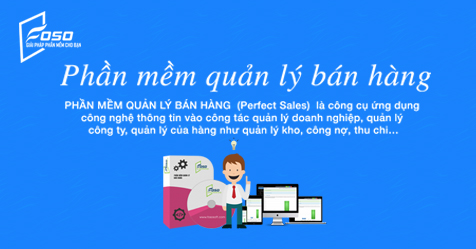 FOSO
GIẢI PHÁP PHẦN MỀM CHO BẠN
Phần mềm quản lý bán hàng
PHẦN MỀM QUẢN LÝ BÁN HÀNG (Perfect Sales) là công cụ ứng dụng
công nghệ thông tin vào công tác quản lý doanh nghiệp, quản lý
công ty, quản lý của hàng như quản lý kho, công nợ, thu chi...
FOSO